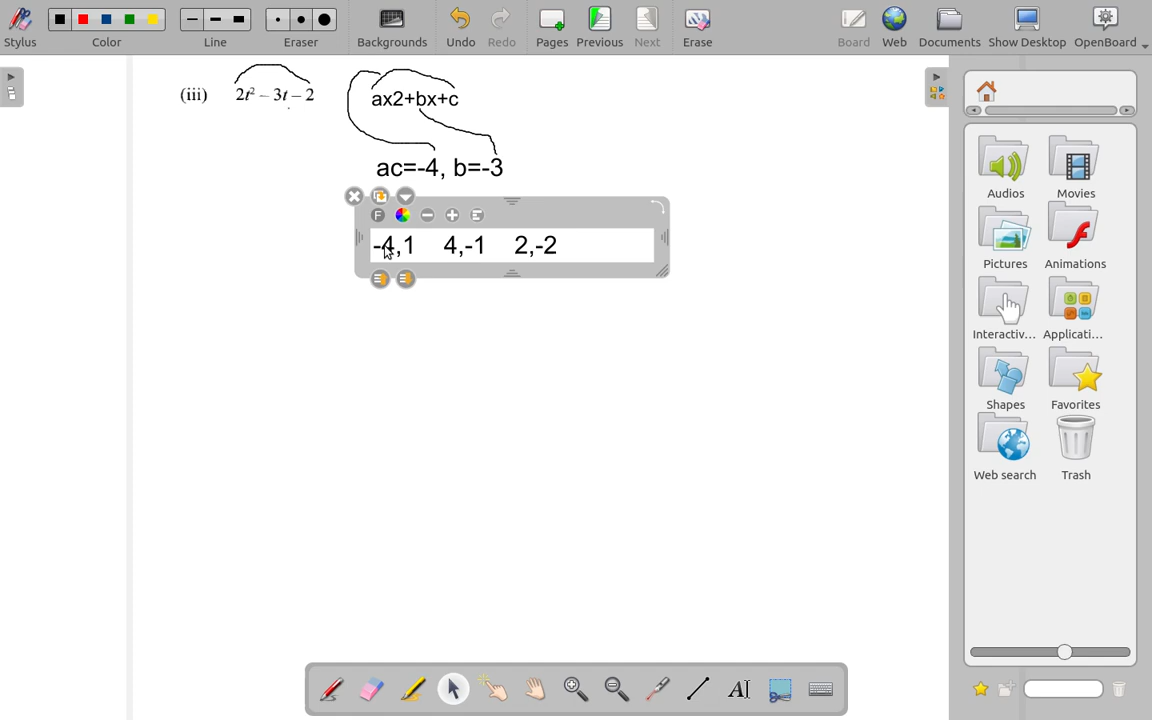 Stylus Color Line Eraser Backgrounds Undo Redo Pages Previous Next Erase Board Web Documents Show Desktop OpenBoard
(iii) 2t² – 3t – 2 ax2+bx+c
ac=-4, b=-3
F
-4,1 4,-1 2,-2
Audios Movies
Pictures Animations
Interactiv... Applicati...
Shapes Favorites
Web search Trash
AI